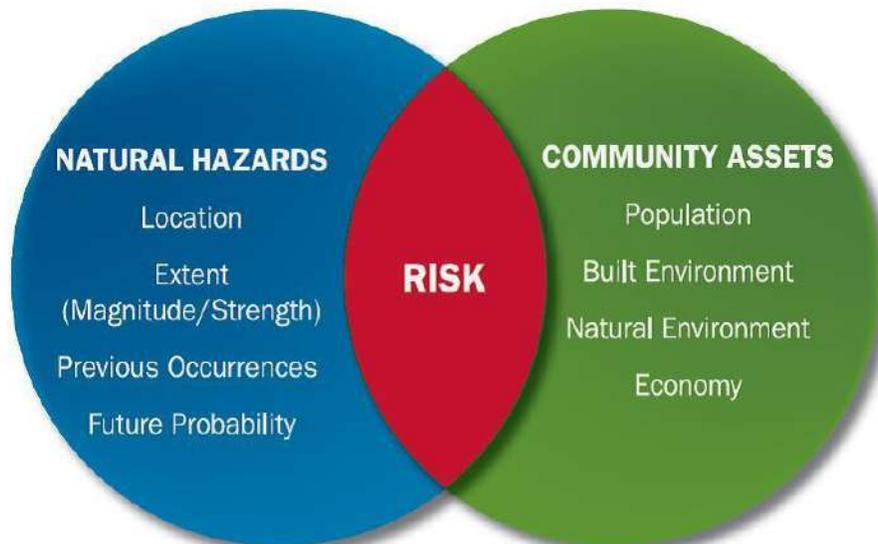 NATURAL HAZARDS
Location
Extent
(Magnitude/Strength)
Previous Occurrences
Future Probability
RISK
COMMUNITY ASSETS
Population
Built Environment
Natural Environment
Economy